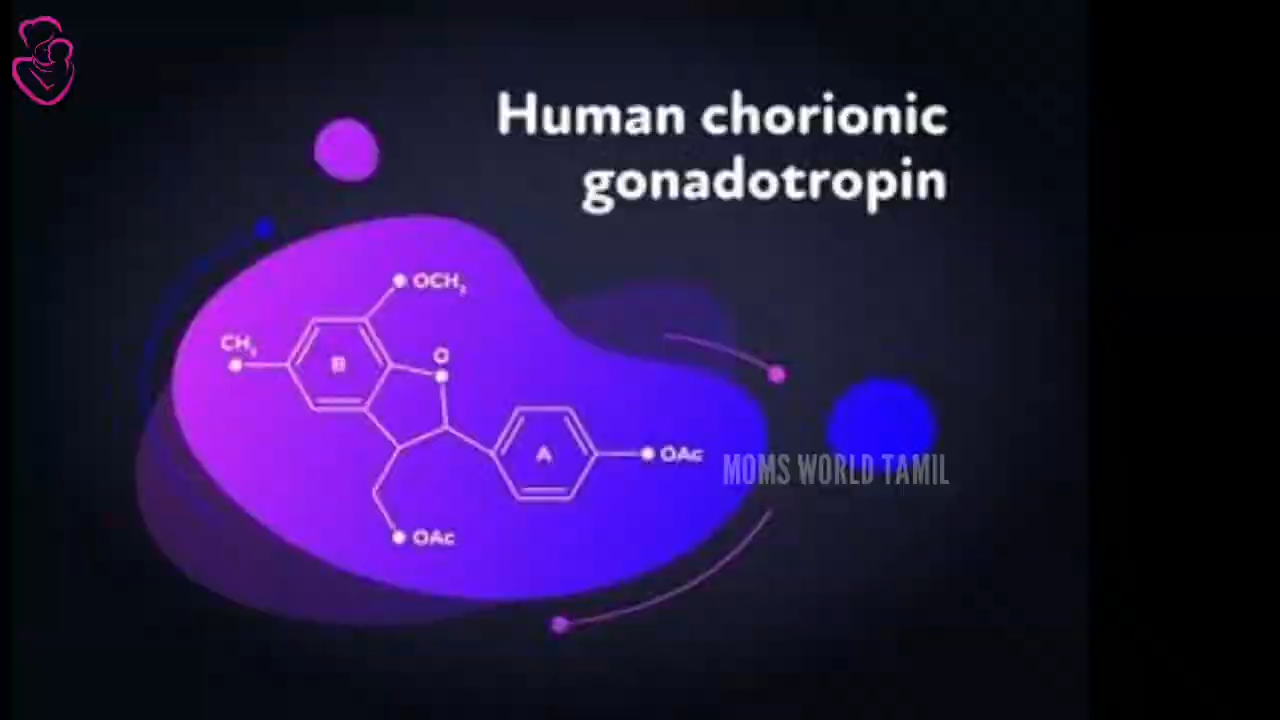 Human chorionic
gonadotropin
OCH₃
CH₃
O
B
A
OAc
MOMS WORLD TAMIL
OAc